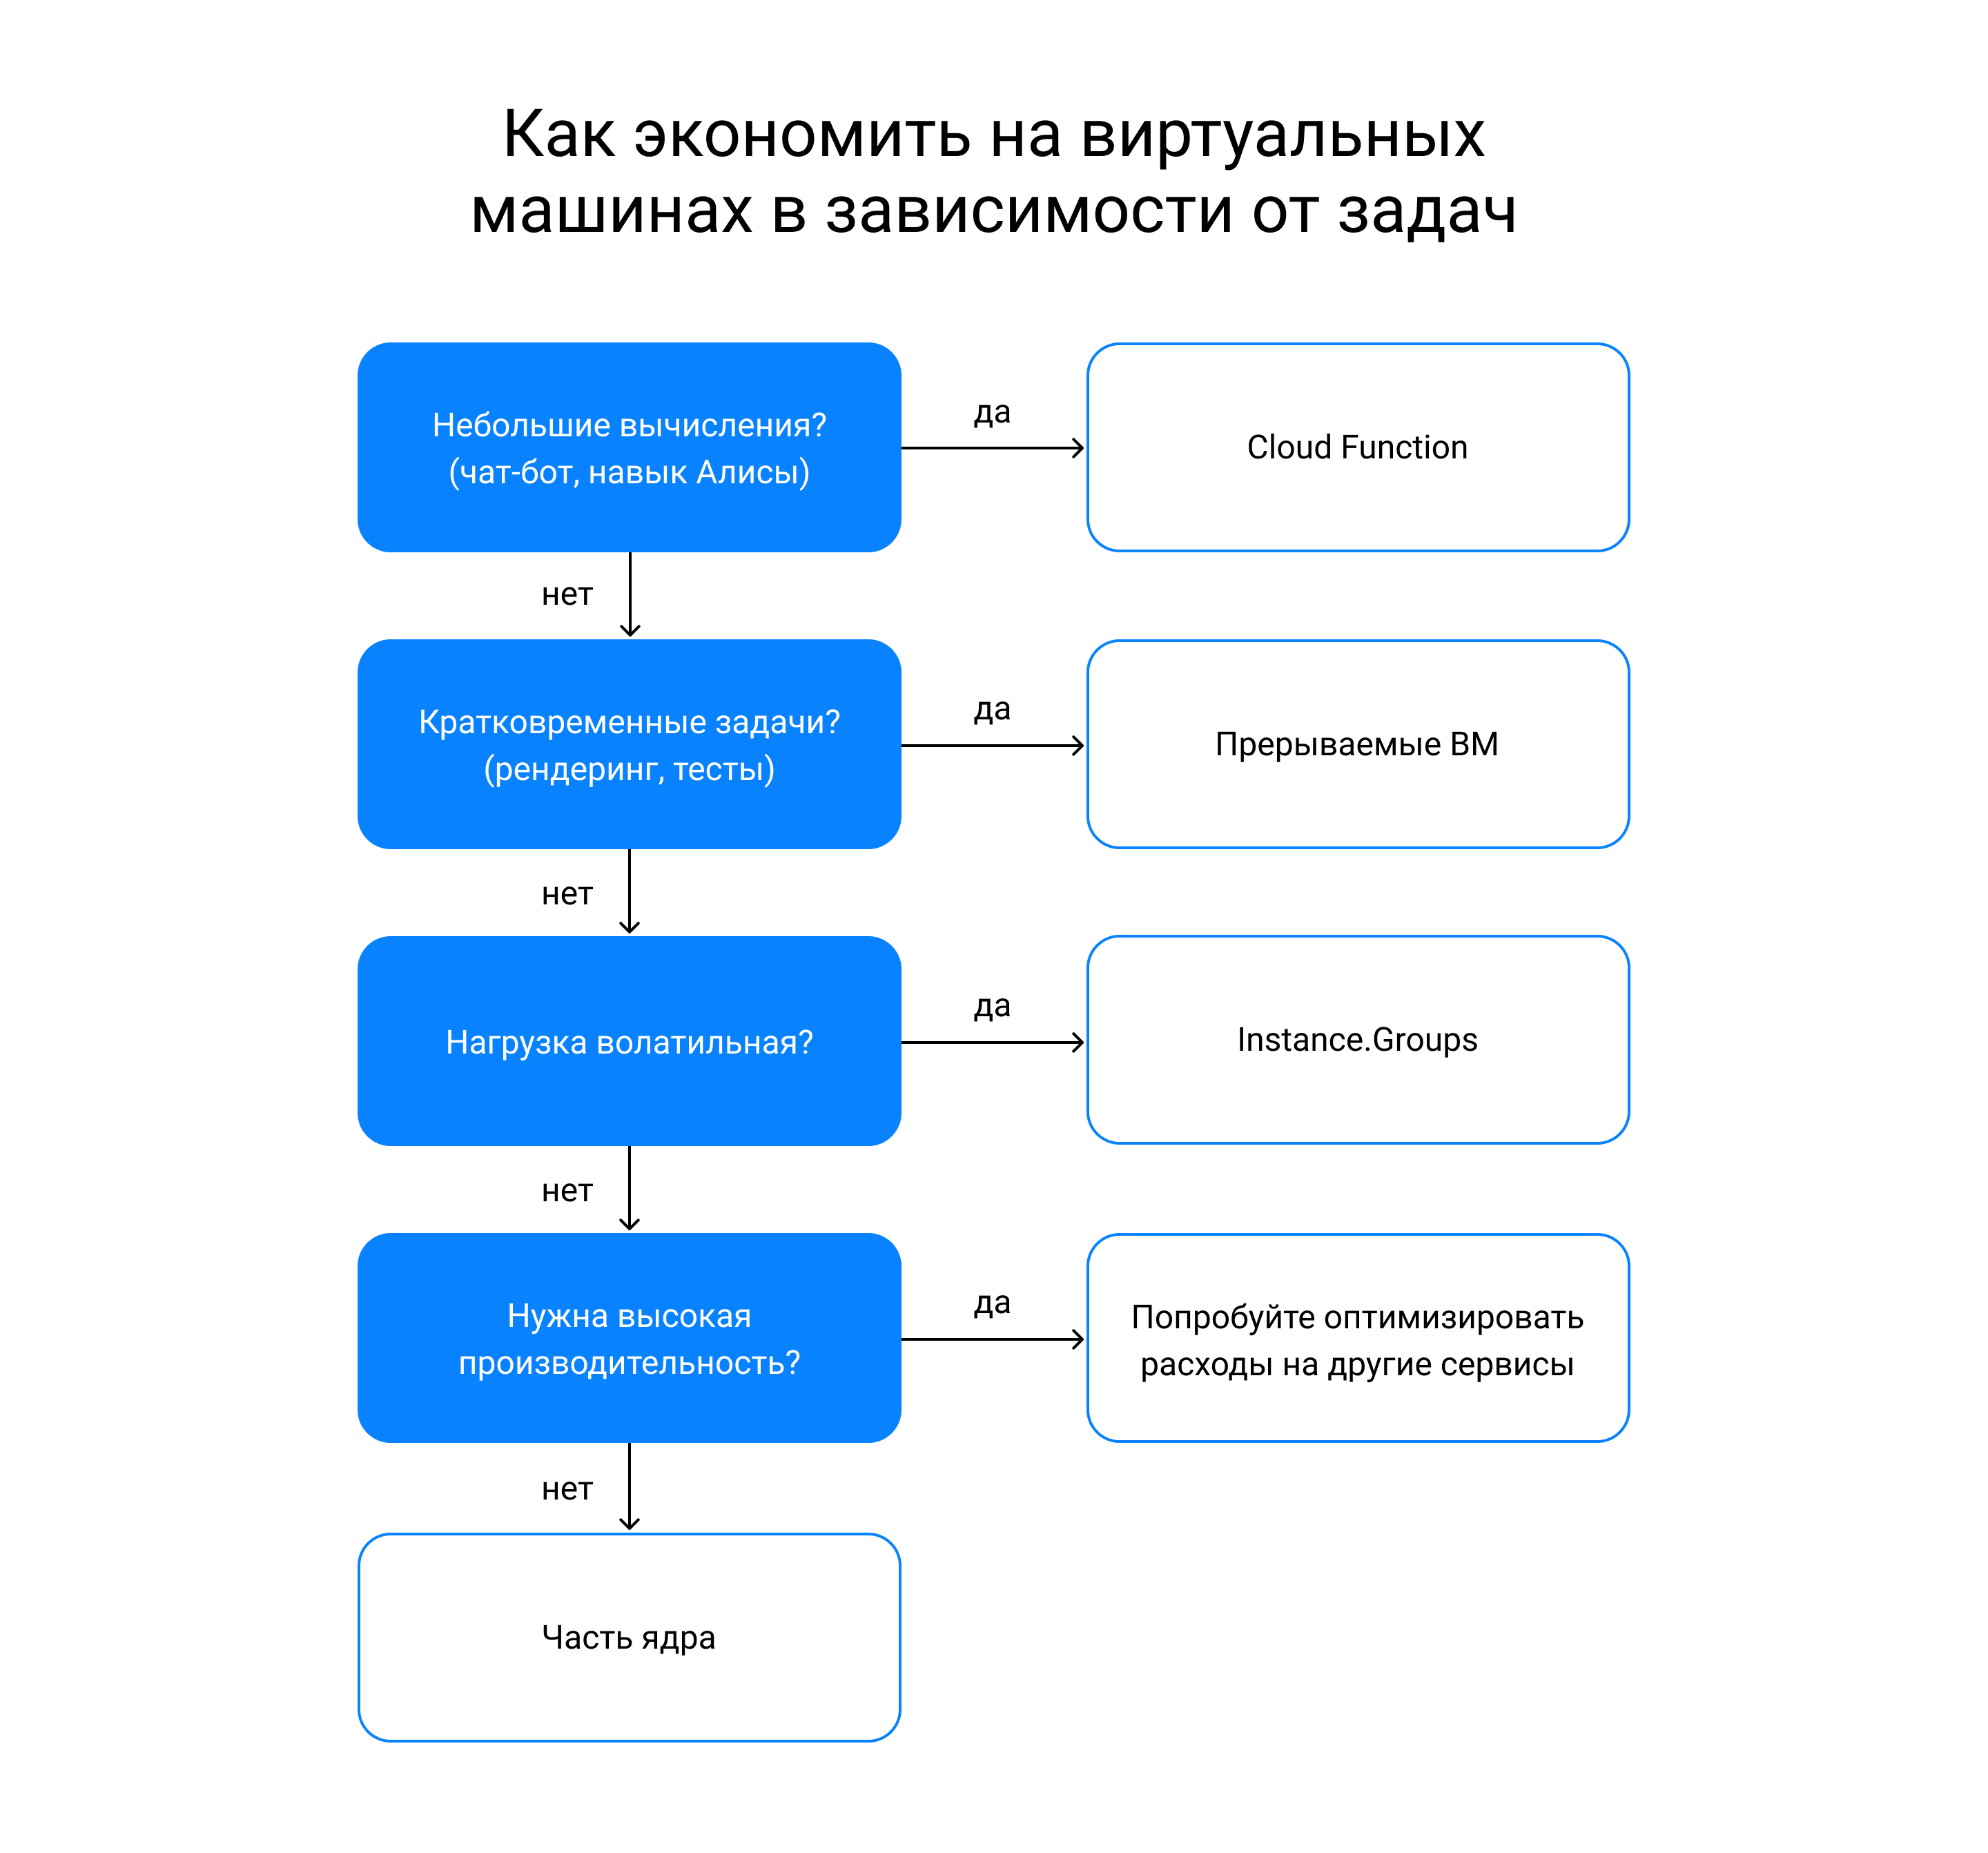 Как экономить на виртуальных
машинах в зависимости от задач
Небольшие вычисления?
(чат-бот, навык Алисы)
да
Cloud Function
нет
Кратковременные задачи?
(рендеринг, тесты)
да
Прерываемые ВМ
нет
Нагрузка волатильная?
да
Instance.Groups
нет
Нужна высокая
производительность?
да
Попробуйте оптимизировать
расходы на другие сервисы
нет
Часть ядра